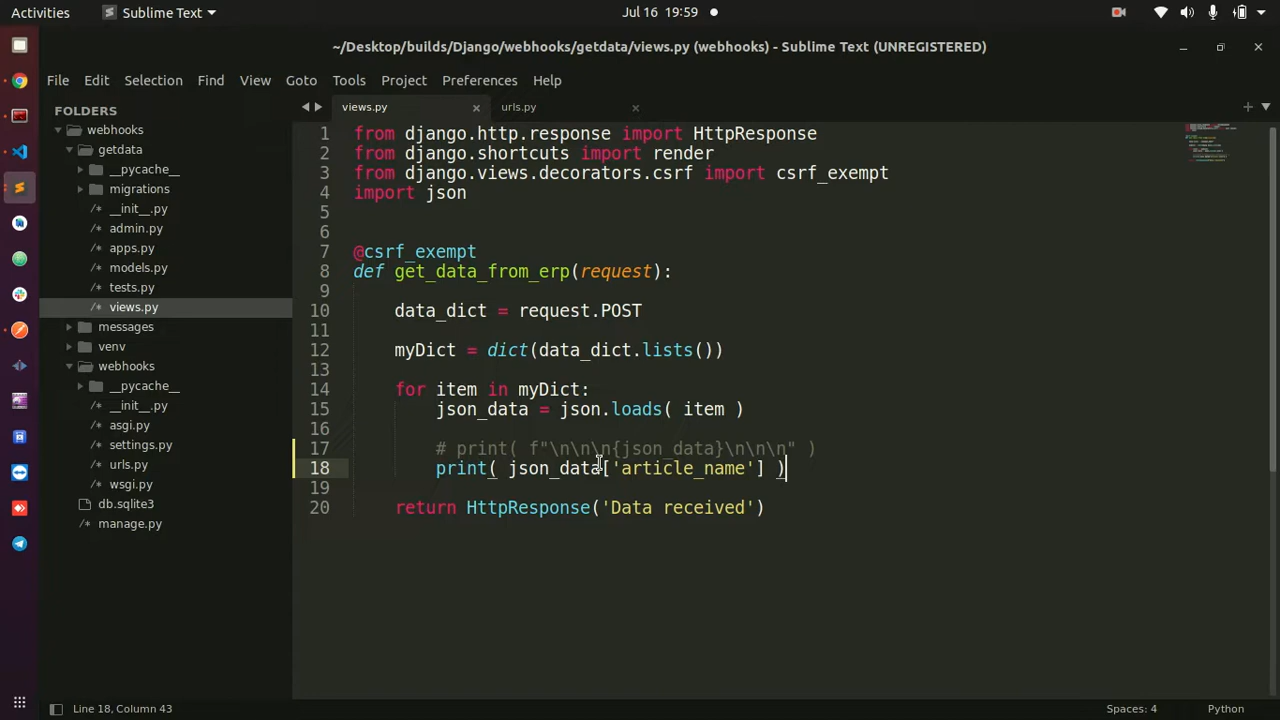 Activities
Sublime Text
Jul 16 19:59
~/Desktop/builds/Django/webhooks/getdata/views.py (webhooks) - Sublime Text (UNREGISTERED)
File Edit Selection Find View Goto Tools Project Preferences Help
FOLDERS
webhooks
getdata
__pycache__
migrations
/* __init__.py
/* admin.py
/* apps.py
/* models.py
/* tests.py
/* views.py
messages
venv
webhooks
__pycache__
/* __init__.py
/* asgi.py
/* settings.py
/* urls.py
/* wsgi.py
db.sqlite3
/* manage.py
views.py
urls.py
1 from django.http.response import HttpResponse
2 from django.shortcuts import render
3 from django.views.decorators.csrf import csrf_exempt
4 import json
5
6
7 @csrf_exempt
8 def get_data_from_erp(request):
9
10 data_dict = request.POST
11
12 myDict = dict(data_dict.lists())
13
14 for item in myDict:
15 json_data = json.loads( item )
16
17 # print( f"\n\n\n{json_data}\n\n\n" )
18 print( json_data['article_name'] )
19
20 return HttpResponse('Data received')
Line 18, Column 43
Spaces: 4
Python